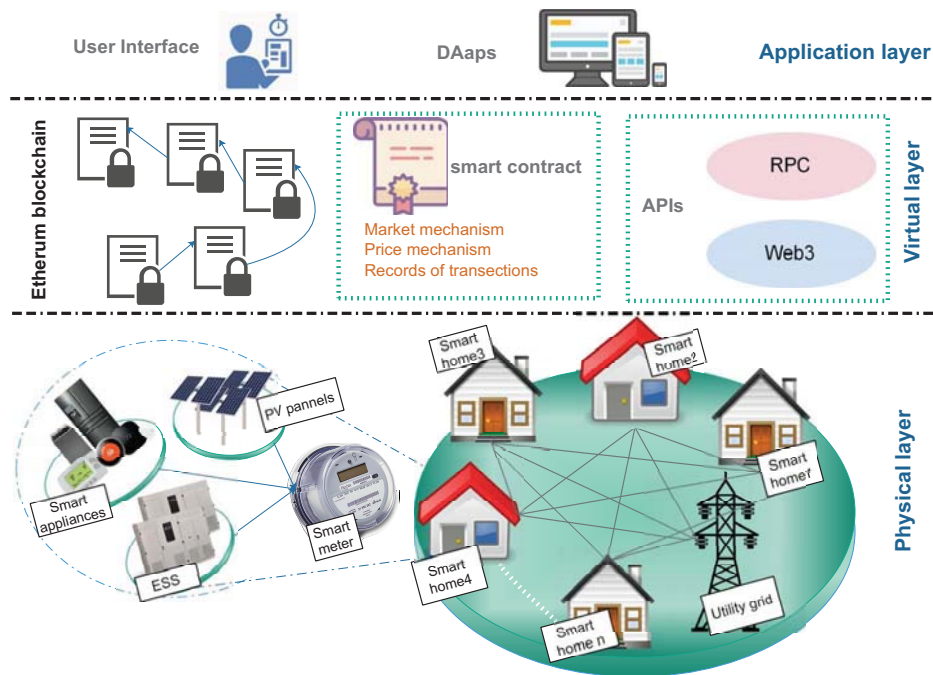 User Interface
DAaps
Application layer
Etherum blockchain
smart contract
Market mechanism
Price mechanism
Records of transections
APIs
RPC
Web3
Virtual layer
Smart
home3
Smart
home2
Smart
home1
Smart
home4
Smart
home n
Utility grid
PV pannels
Smart
appliances
ESS
Smart
meter
Physical layer